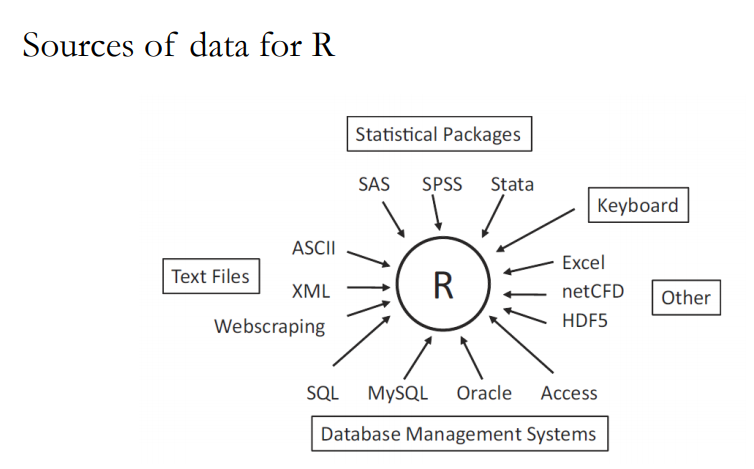 Sources of data for R
Statistical Packages
SAS SPSS Stata
Keyboard
ASCII
Text Files
XML
Webscraping
R
Excel
netCFD
HDF5
Other
SQL MySQL Oracle Access
Database Management Systems